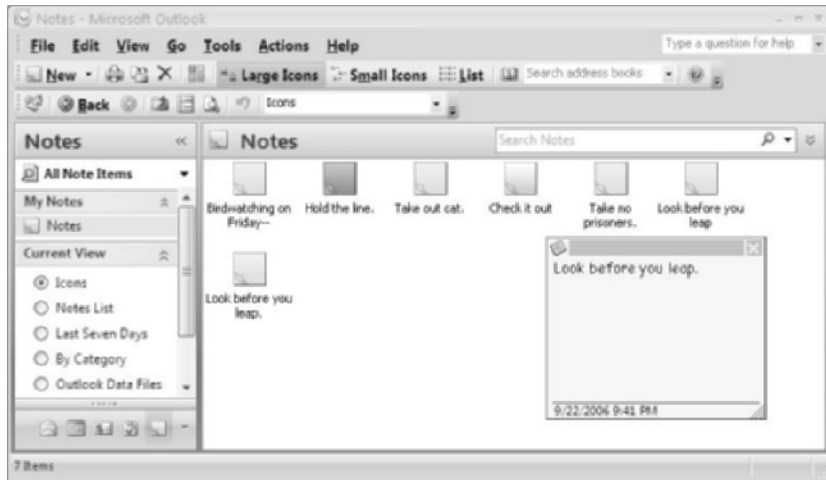 Notes - Microsoft Outlook
File Edit View Go Tools Actions Help Type a question for help
New Large Icons Small Icons List Search address books
Back Icons
Notes
All Note Items
My Notes
Notes
Current View
Icons
Notes List
Last Seven Days
By Category
Outlook Data Files
Notes Search Notes
Birdwatching on
Friday--
Hold the line.
Take out cat.
Check it out
Take no
prisoners.
Look before you
leap
Look before you
leap.
Look before you leap.
9/22/2006 9:41 PM
7 Items